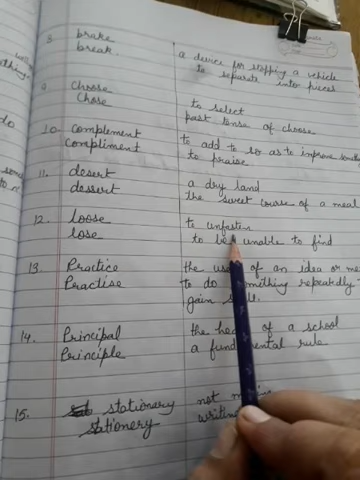 8. brake a device for stopping a vehicle
break. to separate into pieces
9. Choose to select
Chose past tense of choose
10. complement to add to so as to improve
compliment to praise
11. desert a dry land
dessert the sweet course of a meal
12. loose to unfasten
lose to be unable to find
13. Practice the use of an idea or
Practise to do something repeatedly
gain skill.
14. Principal the head of a school
Principle a fundamental rule
15. stationery not
stationery